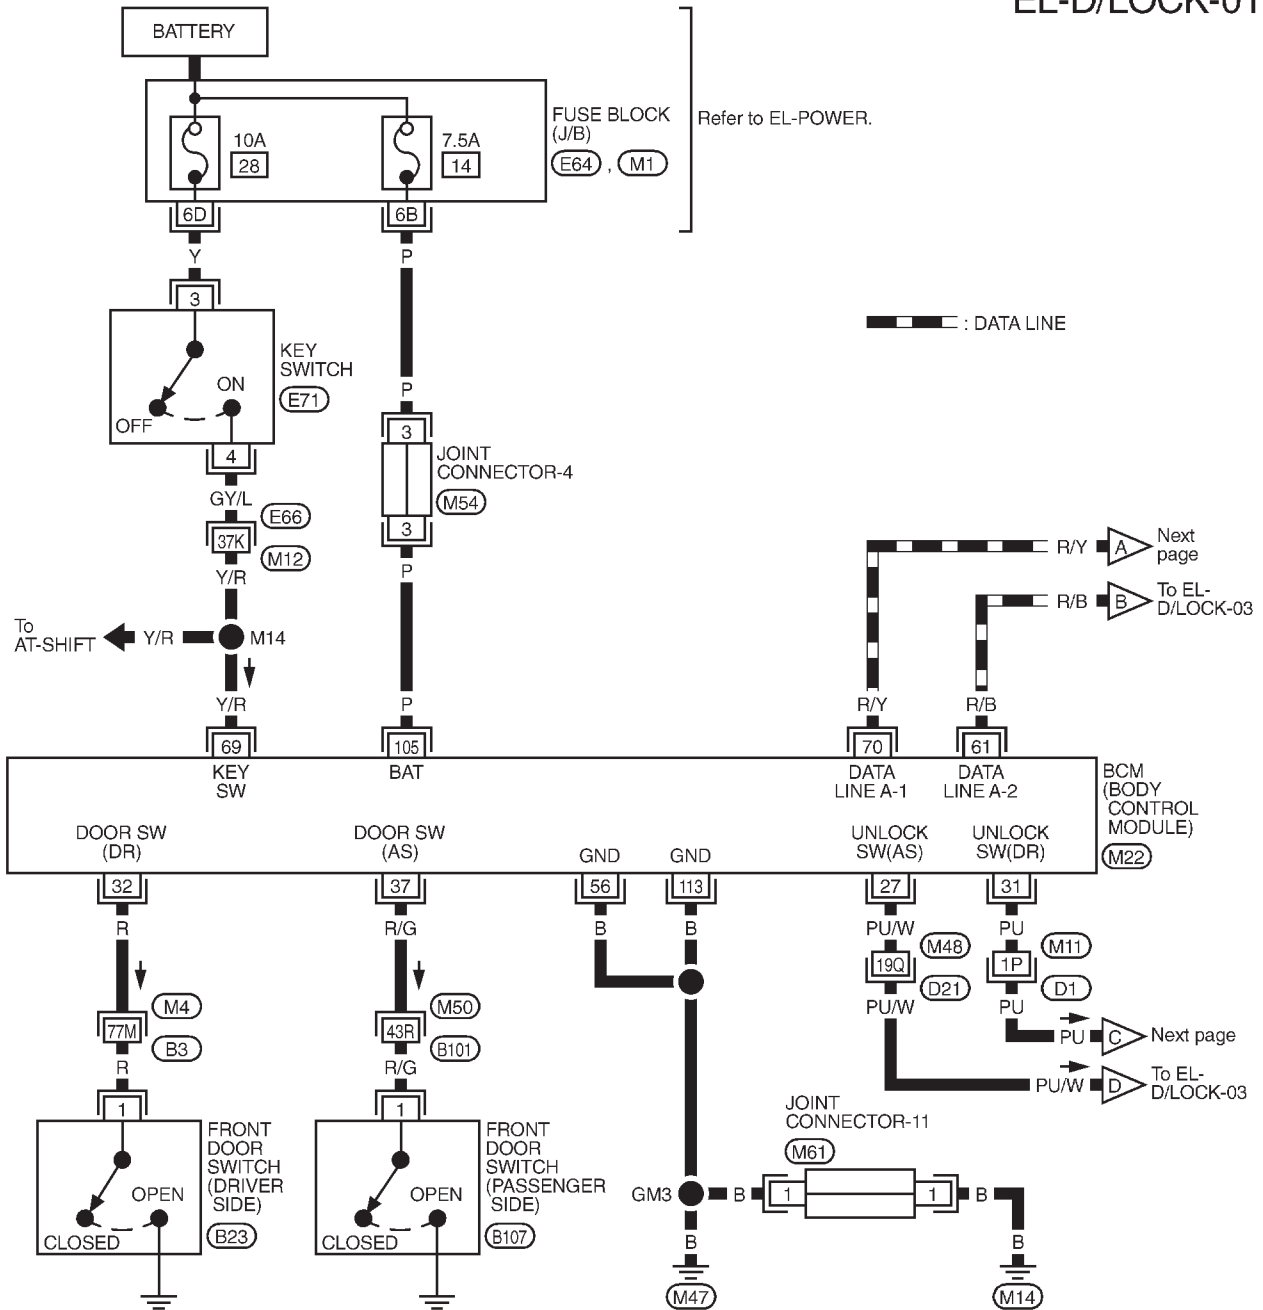 EL-D/LOCK-01
BATTERY
FUSE BLOCK
(J/B)
E64 , M1
Refer to EL-POWER.
10A
28
7.5A
14
6D
6B
Y
P
3
KEY
SWITCH
E71
ON
OFF
: DATA LINE
P
4
3
JOINT
CONNECTOR-4
M54
GY/L
E66
37K
M12
3
Y/R
P
R/Y
A
Next
page
R/B
B
To EL-
D/LOCK-03
To
AT-SHIFT
Y/R
M14
Y/R
P
R/Y
R/B
69
105
70
61
KEY
SW
BAT
DATA
LINE A-1
DATA
LINE A-2
BCM
(BODY
CONTROL
MODULE)
M22
DOOR SW
(DR)
DOOR SW
(AS)
GND
GND
UNLOCK
SW(AS)
UNLOCK
SW(DR)
32
37
56
113
27
31
R
R/G
B
B
PU/W
PU
M48
M11
19Q
1P
D21
D1
PU/W
PU
M4
M50
77M
43R
B3
B101
PU
C
Next page
R
R/G
PU/W
D
To EL-
D/LOCK-03
1
1
FRONT
DOOR
SWITCH
(DRIVER
SIDE)
B23
OPEN
CLOSED
FRONT
DOOR
SWITCH
(PASSENGER
SIDE)
B107
OPEN
CLOSED
JOINT
CONNECTOR-11
M61
GM3
B
1
1
B
B
B
M47
M14